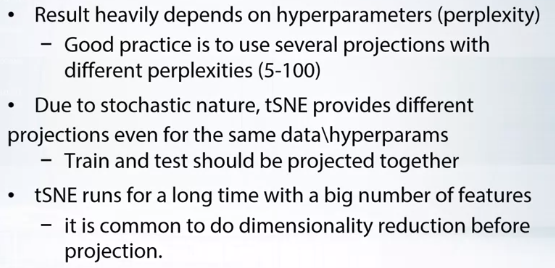 • Result heavily depends on hyperparameters (perplexity)
– Good practice is to use several projections with
different perplexities (5-100)
• Due to stochastic nature, tSNE provides different
projections even for the same data\hyperparams
– Train and test should be projected together
• tSNE runs for a long time with a big number of features
– it is common to do dimensionality reduction before
projection.